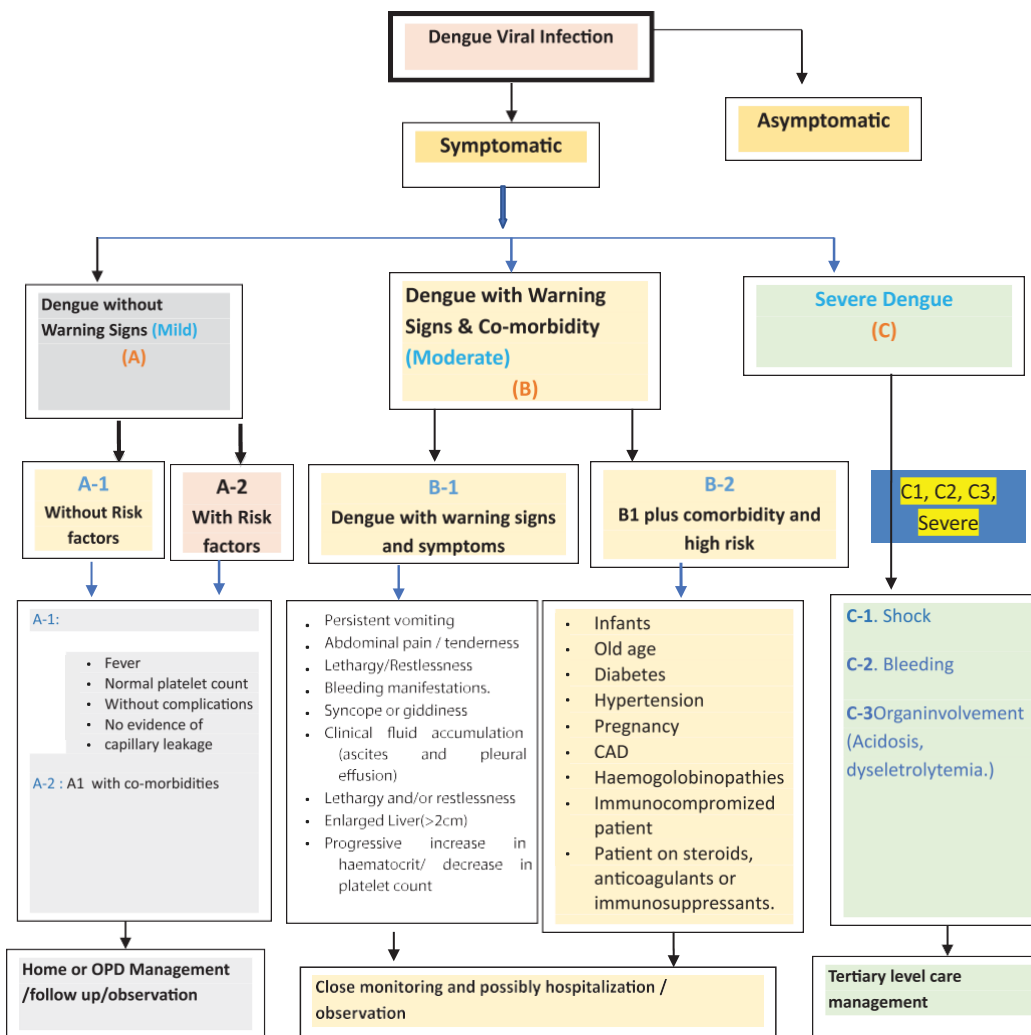 Dengue Viral Infection
Asymptomatic
Symptomatic
Dengue without
Warning Signs (Mild)
(A)
Dengue with Warning
Signs & Co-morbidity
(Moderate)
(B)
Severe Dengue
(C)
A-1
Without Risk
factors
A-2
With Risk
factors
B-1
Dengue with warning signs
and symptoms
B-2
B1 plus comorbidity and
high risk
C1, C2, C3,
Severe
A-1:
• Fever
• Normal platelet count
• Without complications
• No evidence of
• capillary leakage
A-2 : A1 with co-morbidities
• Persistent vomiting
• Abdominal pain / tenderness
• Lethargy/Restlessness
• Bleeding manifestations.
• Syncope or giddiness
• Clinical fluid accumulation
(ascites and pleural
effusion)
• Lethargy and/or restlessness
• Enlarged Liver(>2cm)
• Progressive increase in
haematocrit/ decrease in
platelet count
• Infants
• Old age
• Diabetes
• Hypertension
• Pregnancy
• CAD
• Haemogolobinopathies
• Immunocompromized
patient
• Patient on steroids,
anticoagulants or
immunosuppressants.
C-1. Shock
C-2. Bleeding
C-3Organinvolvement
(Acidosis,
dyseletrolytemia.)
Home or OPD Management
/follow up/observation
Close monitoring and possibly hospitalization /
observation
Tertiary level care
management